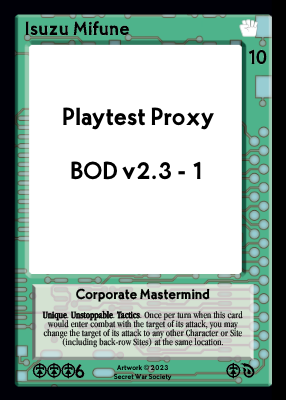 Isuzu Mifune
10
Playtest Proxy
BOD v2.3 - 1
Corporate Mastermind
Unique. Unstoppable. Tactics. Once per turn when this card
would enter combat with the target of its attack, you may
change the target of its attack to any other Character or Site
(including back-row Sites) at the same location.
6
Artwork © 2023
Secret War Society